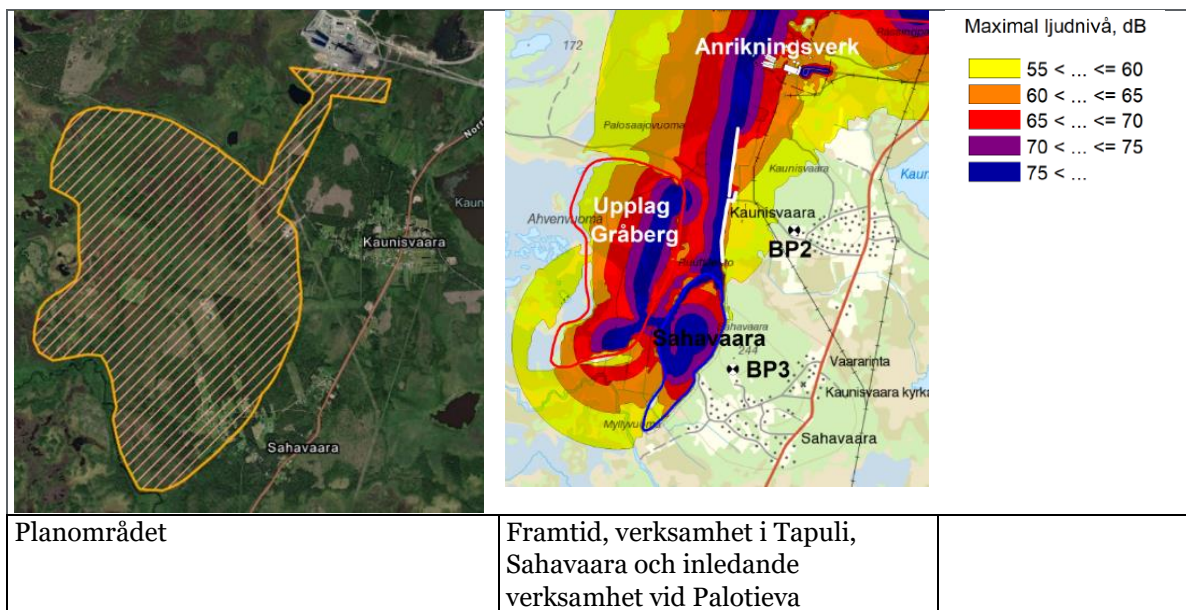 Kaunisvaara
Sahavaara
172
Anrikningsverk
Palosaajovuoma
Kaunisvaara
Ahvenvuoma
Upplag
Gråberg
Kaunisvaara
BP2
Sahavaara
244
BP3
Vaararinta
Kaunisvaara kyrka
Myllyvuoma
Sahavaara
Maximal ljudnivå, dB
55 < ... <= 60
60 < ... <= 65
65 < ... <= 70
70 < ... <= 75
75 < ...
Planområdet
Framtid, verksamhet i Tapuli,
Sahavaara och inledande
verksamhet vid Palotieva